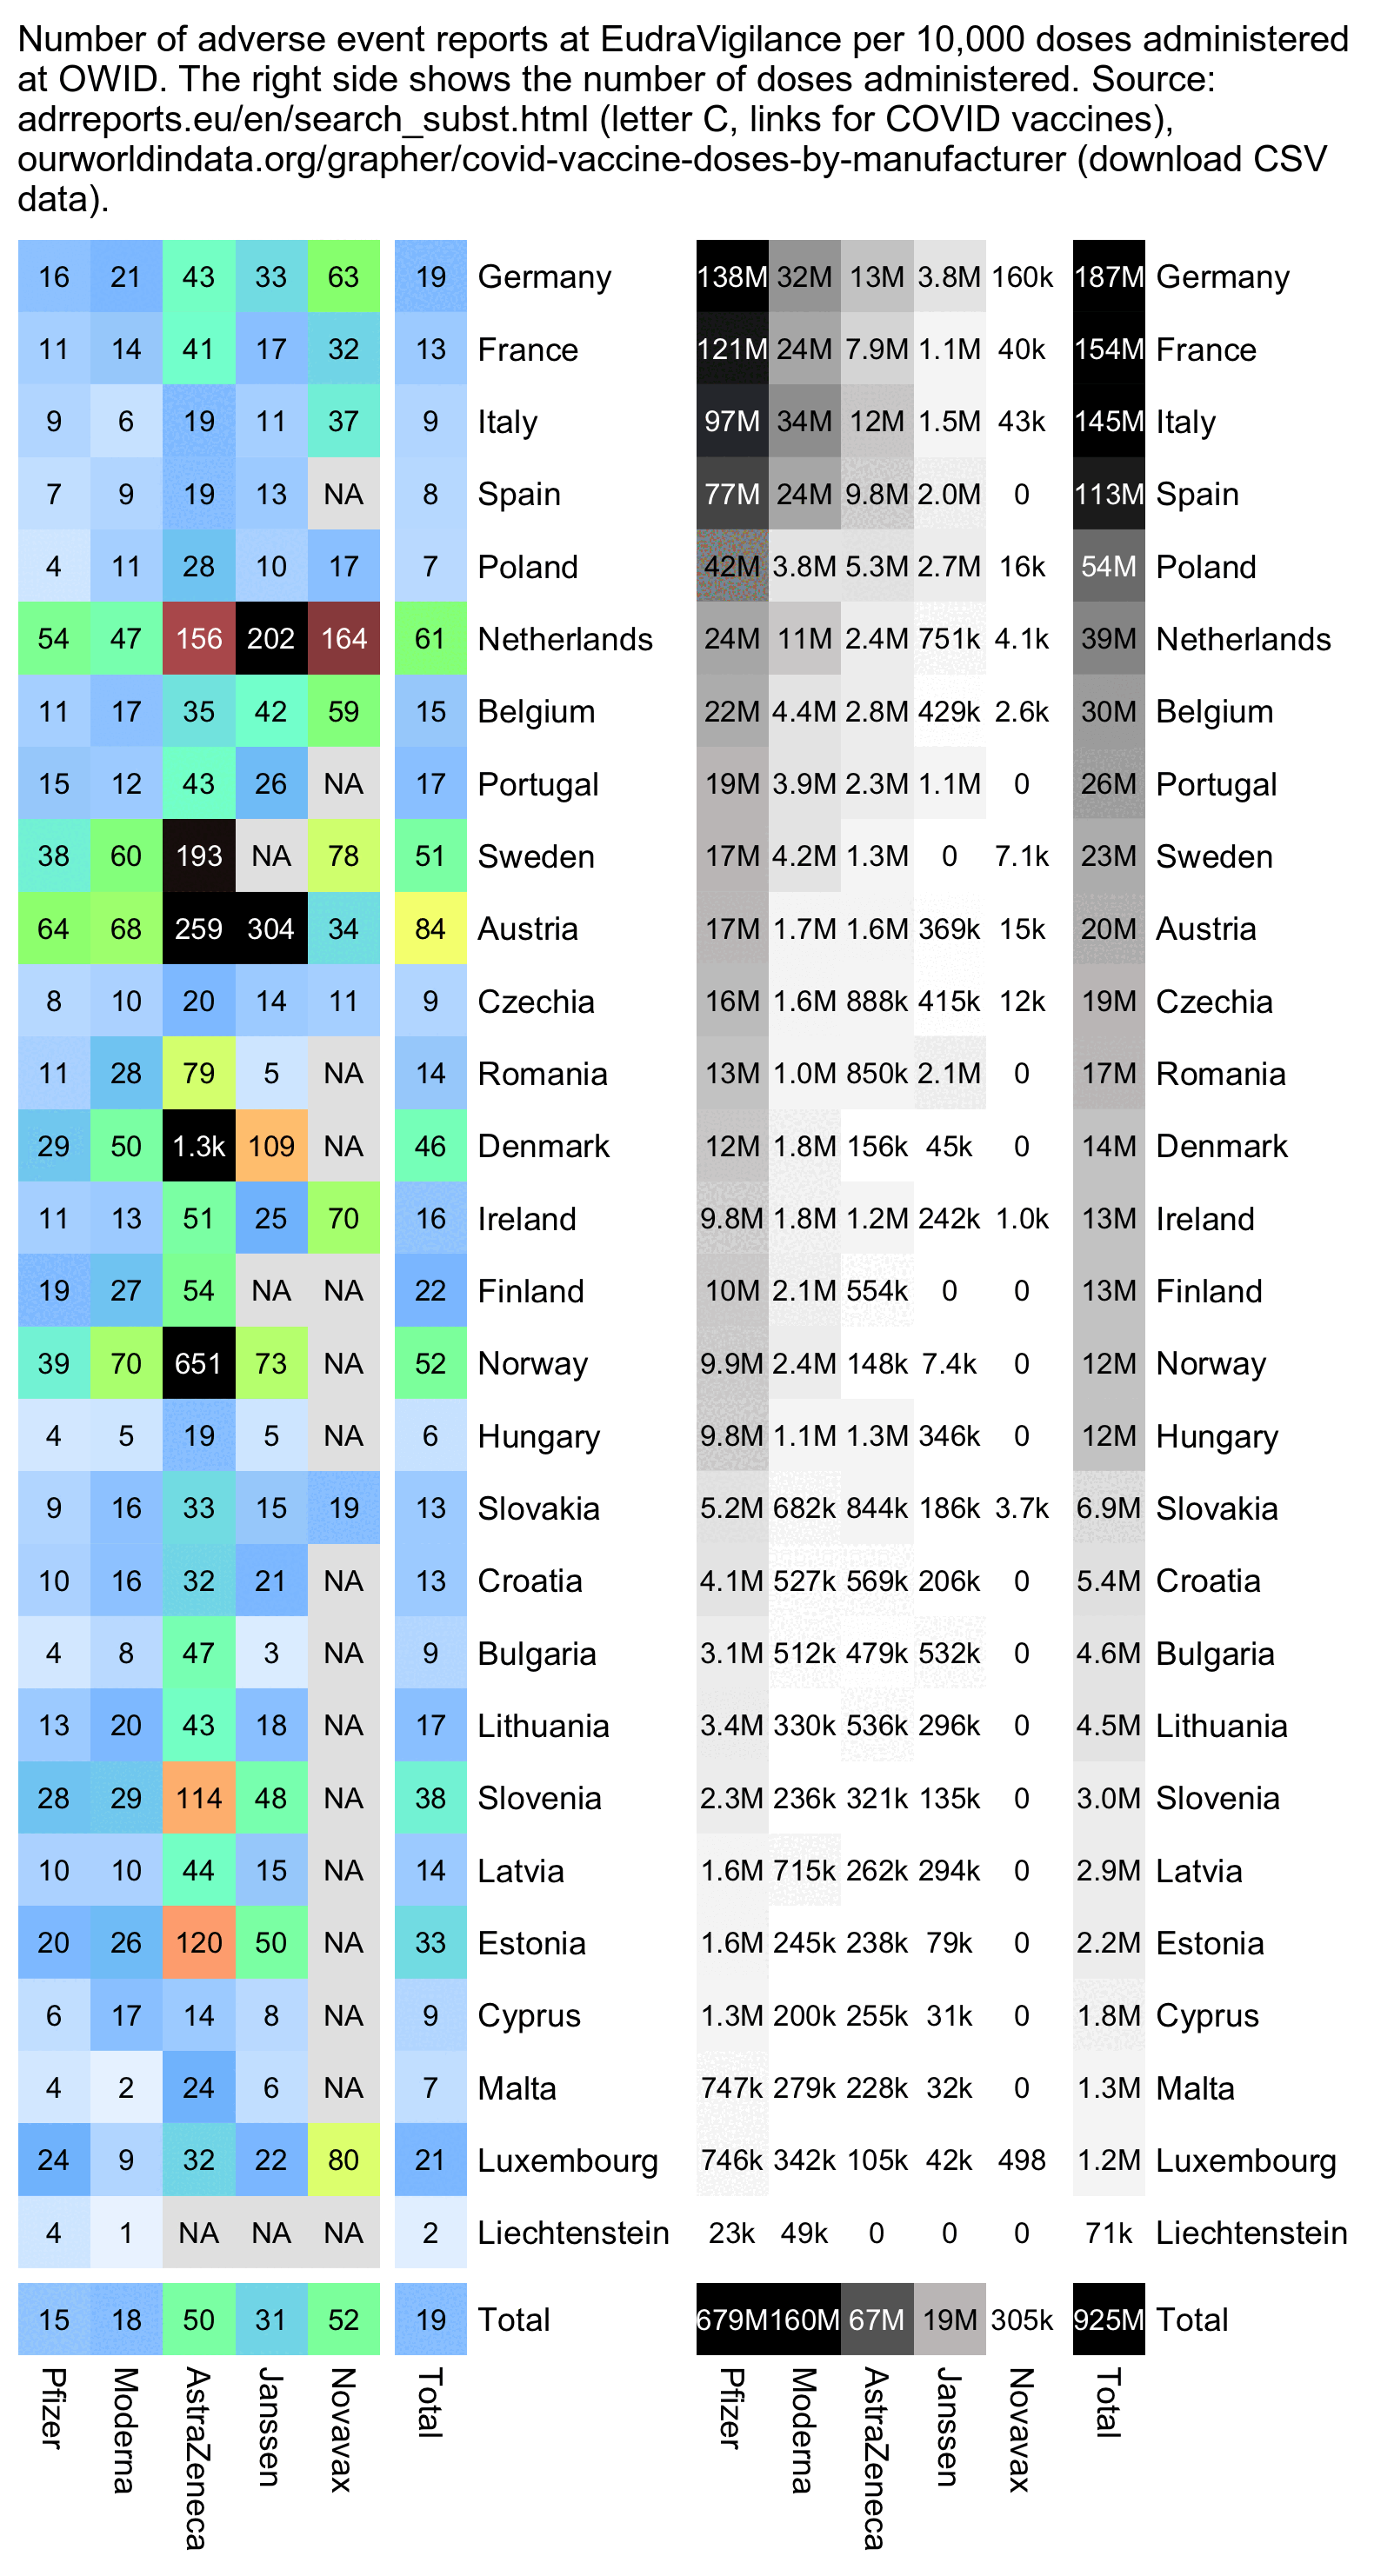 Number of adverse event reports at EudraVigilance per 10,000 doses administered
at OWID. The right side shows the number of doses administered. Source:
adrreports.eu/en/search_subst.html (letter C, links for COVID vaccines),
ourworldindata.org/grapher/covid-vaccine-doses-by-manufacturer (download CSV
data).
16 21 43 33 63 19 Germany 138M 32M 13M 3.8M 160k 187M Germany
11 14 41 17 32 13 France 121M 24M 7.9M 1.1M 40k 154M France
9 6 19 11 37 9 Italy 97M 34M 12M 1.5M 43k 145M Italy
7 9 19 13 NA 8 Spain 77M 24M 9.8M 2.0M 0 113M Spain
4 11 28 10 17 7 Poland 42M 3.8M 5.3M 2.7M 16k 54M Poland
54 47 156 202 164 61 Netherlands 24M 11M 2.4M 751k 4.1k 39M Netherlands
11 17 35 42 59 15 Belgium 22M 4.4M 2.8M 429k 2.6k 30M Belgium
15 12 43 26 NA 17 Portugal 19M 3.9M 2.3M 1.1M 0 26M Portugal
38 60 193 NA 78 51 Sweden 17M 4.2M 1.3M 0 7.1k 23M Sweden
64 68 259 304 34 84 Austria 17M 1.7M 1.6M 369k 15k 20M Austria
8 10 20 14 11 9 Czechia 16M 1.6M 888k 415k 12k 19M Czechia
11 28 79 5 NA 14 Romania 13M 1.0M 850k 2.1M 0 17M Romania
29 50 1.3k 109 NA 46 Denmark 12M 1.8M 156k 45k 0 14M Denmark
11 13 51 25 70 16 Ireland 9.8M 1.8M 1.2M 242k 1.0k 13M Ireland
19 27 54 NA NA 22 Finland 10M 2.1M 554k 0 0 13M Finland
39 70 651 73 NA 52 Norway 9.9M 2.4M 148k 7.4k 0 12M Norway
4 5 19 5 NA 6 Hungary 9.8M 1.1M 1.3M 346k 0 12M Hungary
9 16 33 15 19 13 Slovakia 5.2M 682k 844k 186k 3.7k 6.9M Slovakia
10 16 32 21 NA 13 Croatia 4.1M 527k 569k 206k 0 5.4M Croatia
4 8 47 3 NA 9 Bulgaria 3.1M 512k 479k 532k 0 4.6M Bulgaria
13 20 43 18 NA 17 Lithuania 3.4M 330k 536k 296k 0 4.5M Lithuania
28 29 114 48 NA 38 Slovenia 2.3M 236k 321k 135k 0 3.0M Slovenia
10 10 44 15 NA 14 Latvia 1.6M 715k 262k 294k 0 2.9M Latvia
20 26 120 50 NA 33 Estonia 1.6M 245k 238k 79k 0 2.2M Estonia
6 17 14 8 NA 9 Cyprus 1.3M 200k 255k 31k 0 1.8M Cyprus
4 2 24 6 NA 7 Malta 747k 279k 228k 32k 0 1.3M Malta
24 9 32 22 80 21 Luxembourg 746k 342k 105k 42k 498 1.2M Luxembourg
4 1 NA NA NA 2 Liechtenstein 23k 49k 0 0 0 71k Liechtenstein
15 18 50 31 52 19 Total 679M 160M 67M 19M 305k 925M Total
Pfizer Moderna AstraZeneca Janssen Novavax Total Pfizer Moderna AstraZeneca Janssen Novavax Total